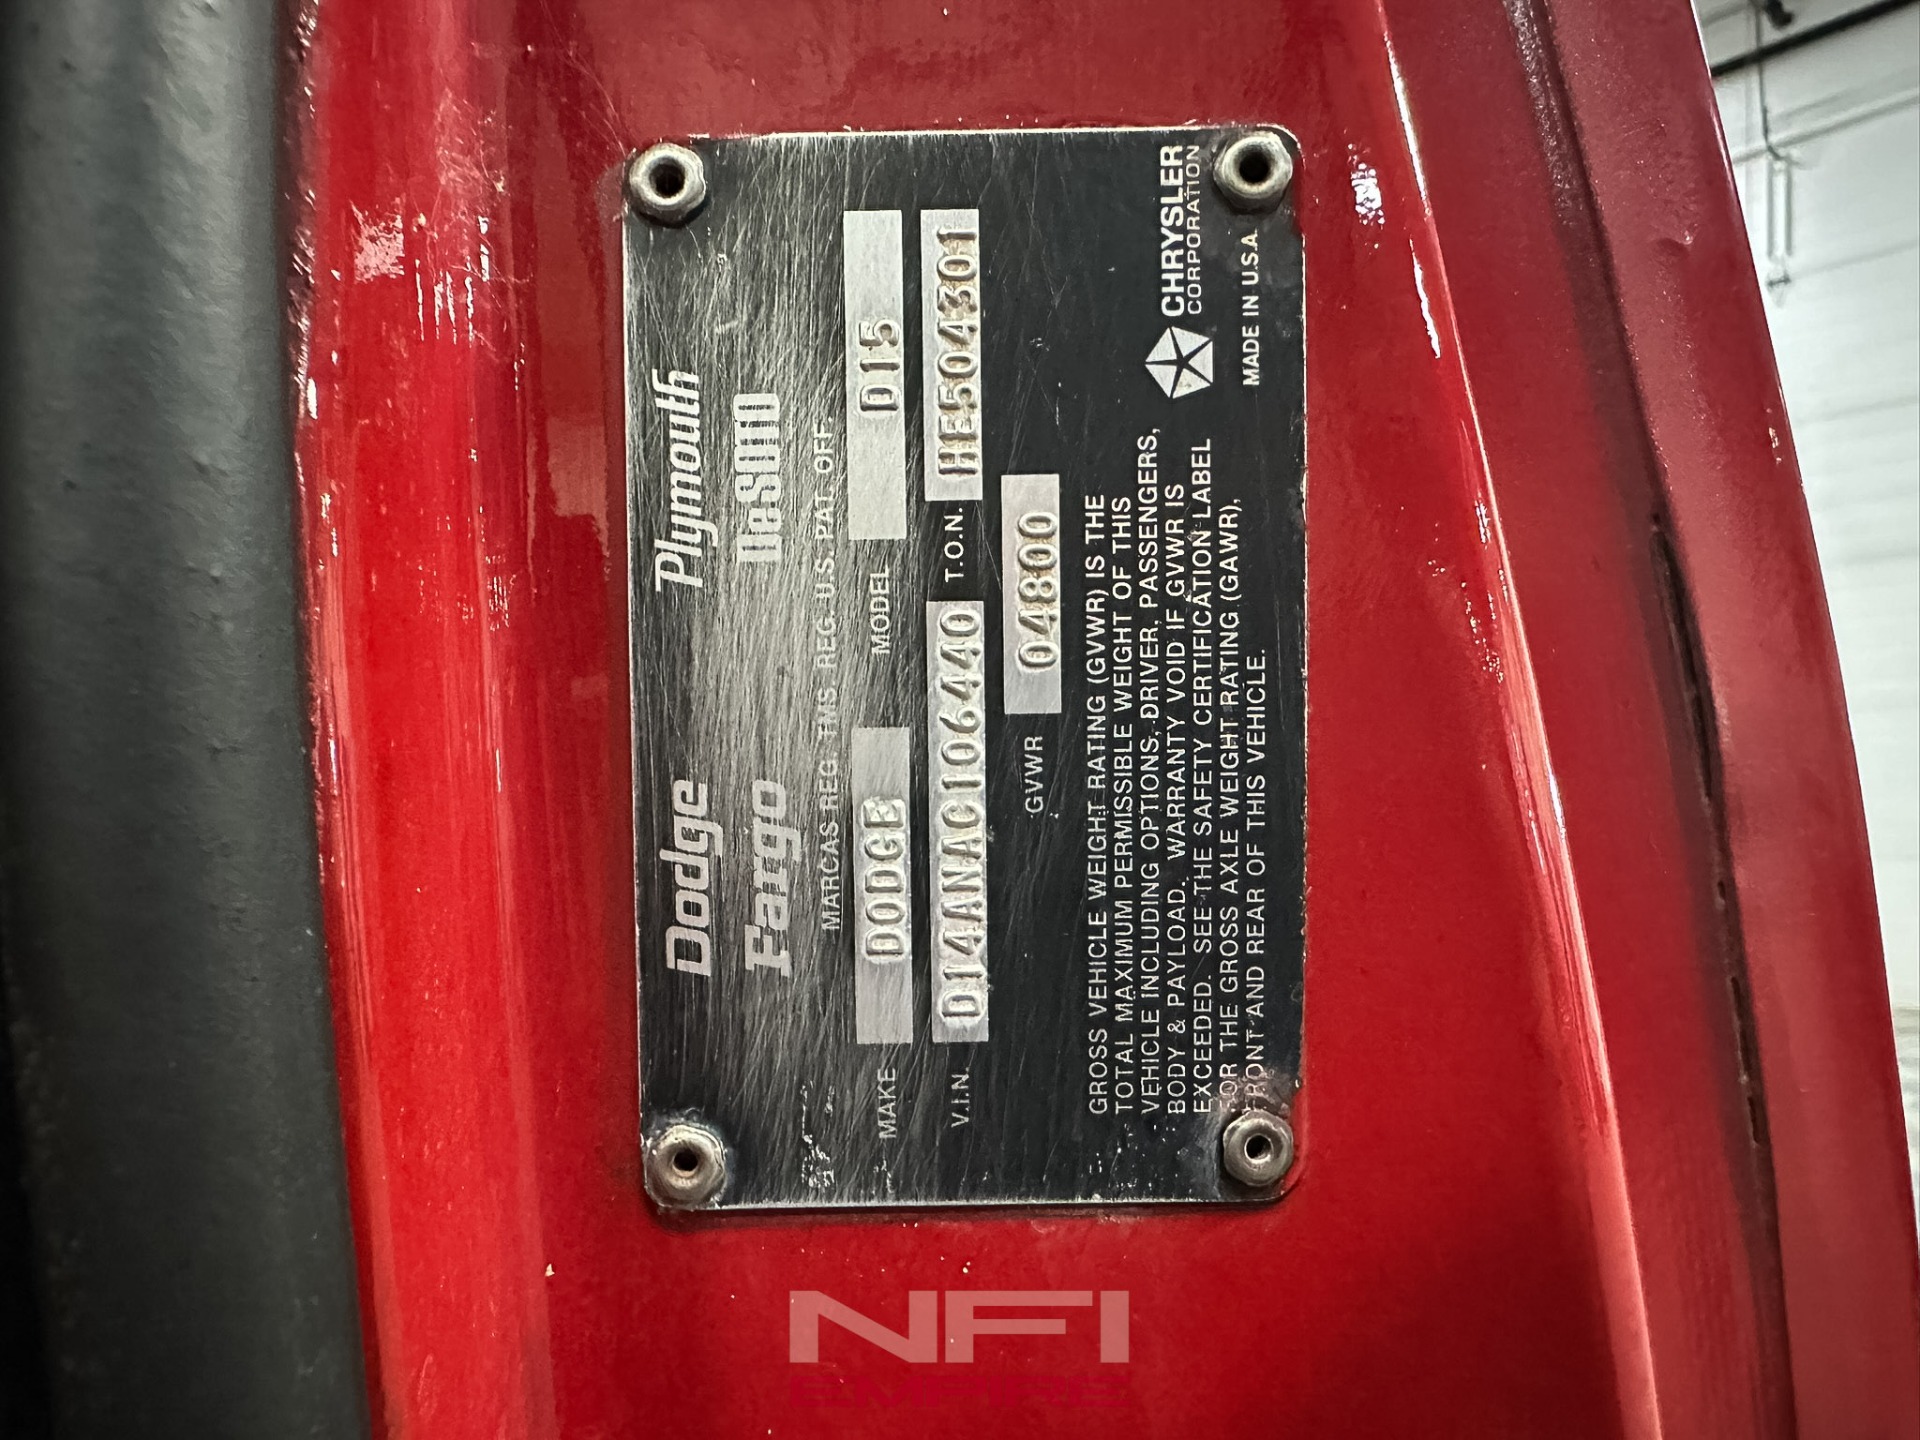 Dodge Plymouth
Fargo DeSoto
MARCAS REG. TMS. REG. U.S. PAT. OFF.
MAKE DODGE MODEL D15
V.I.N. D14ANAC106440 T.O.N. HE504301
GVWR 04800
GROSS VEHICLE WEIGHT RATING (GVWR) IS THE
TOTAL MAXIMUM PERMISSIBLE WEIGHT OF THIS
VEHICLE INCLUDING OPTIONS, DRIVER, PASSENGERS,
BODY & PAYLOAD. WARRANTY VOID IF GVWR IS
EXCEEDED. SEE THE SAFETY CERTIFICATION LABEL
FOR THE GROSS AXLE WEIGHT RATING (GAWR),
FRONT AND REAR OF THIS VEHICLE.
CHRYSLER
CORPORATION
MADE IN U.S.A.
NFI
EMPIRE